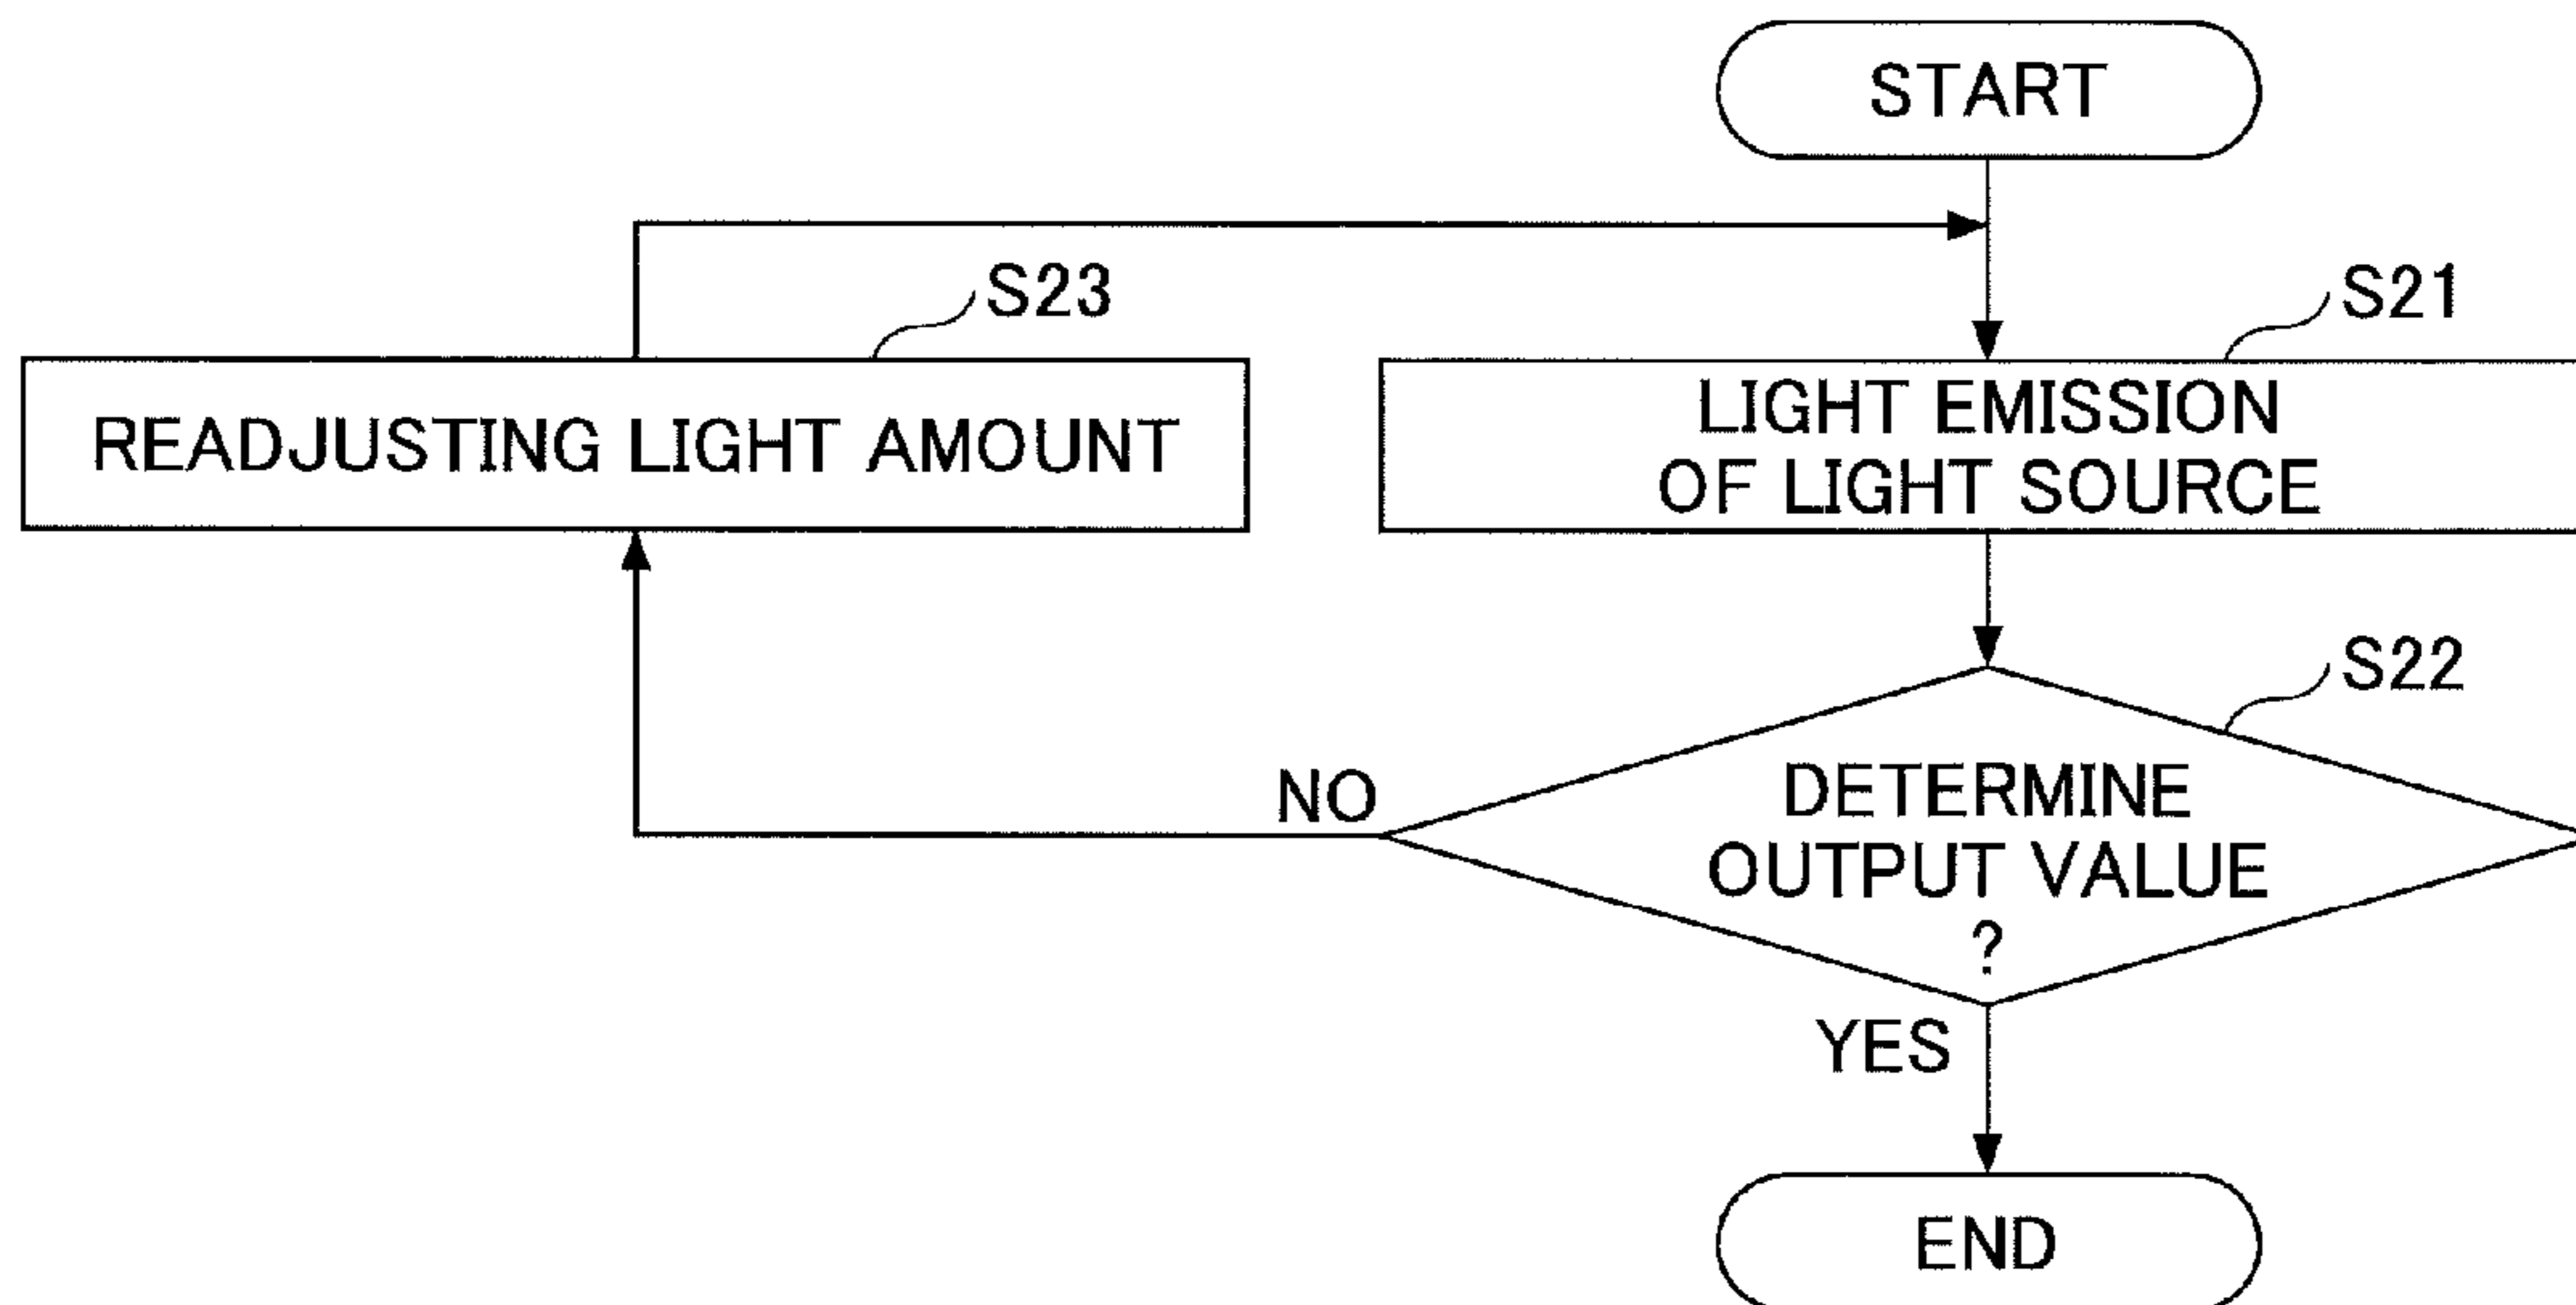 START
S23
S21
READJUSTING LIGHT AMOUNT
LIGHT EMISSION
OF LIGHT SOURCE
S22
NO
DETERMINE
OUTPUT VALUE
?
YES
END